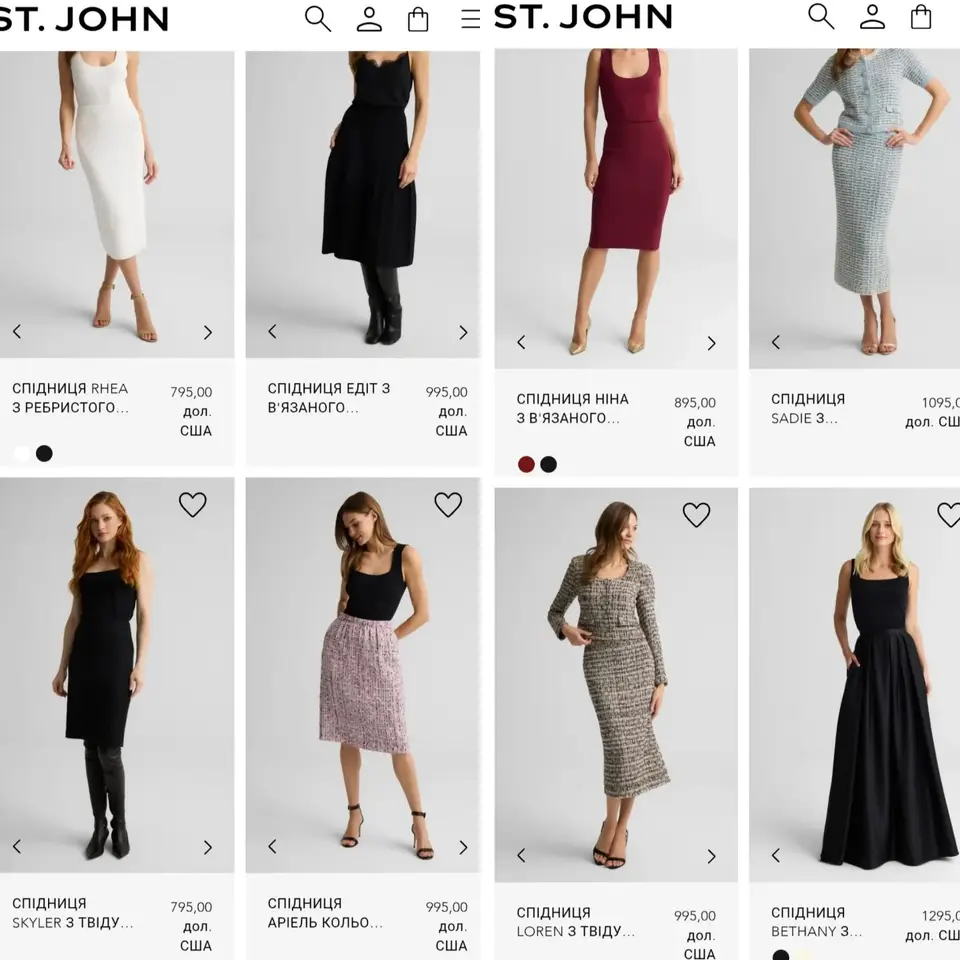 ST. JOHN
СПІДНИЦЯ RHEA
З РЕБРИСТОГО...
795,00
дол.
США
СПІДНИЦЯ ЕДІТ З
В'ЯЗАНОГО...
995,00
дол.
США
СПІДНИЦЯ
SKYLER З ТВІДУ...
795,00
дол.
США
СПІДНИЦЯ
АРІЕЛЬ КОЛЬО...
995,00
дол.
США
ST. JOHN
СПІДНИЦЯ НІНА
З В'ЯЗАНОГО...
895,00
дол.
США
СПІДНИЦЯ
SADIE З...
1095,0
дол. СШ
СПІДНИЦЯ
LOREN З ТВІДУ...
995,00
дол.
США
СПІДНИЦЯ
BETHANY З...
1295,0
дол. СШ